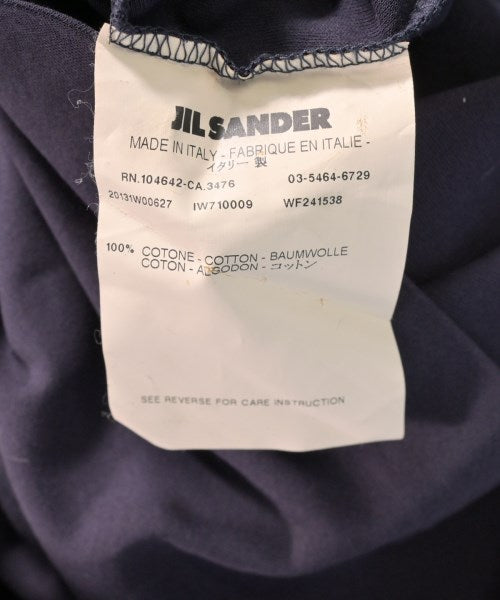 JIL SANDER
MADE IN ITALY - FABRIQUE EN ITALIE -
イタリー 製
RN.104642-CA.3476 03-5464-6729
20131W00627 IW710009 WF241538
100% COTONE - COTTON - BAUMWOLLE
COTON - ALGODON - コットン
SEE REVERSE FOR CARE INSTRUCTION